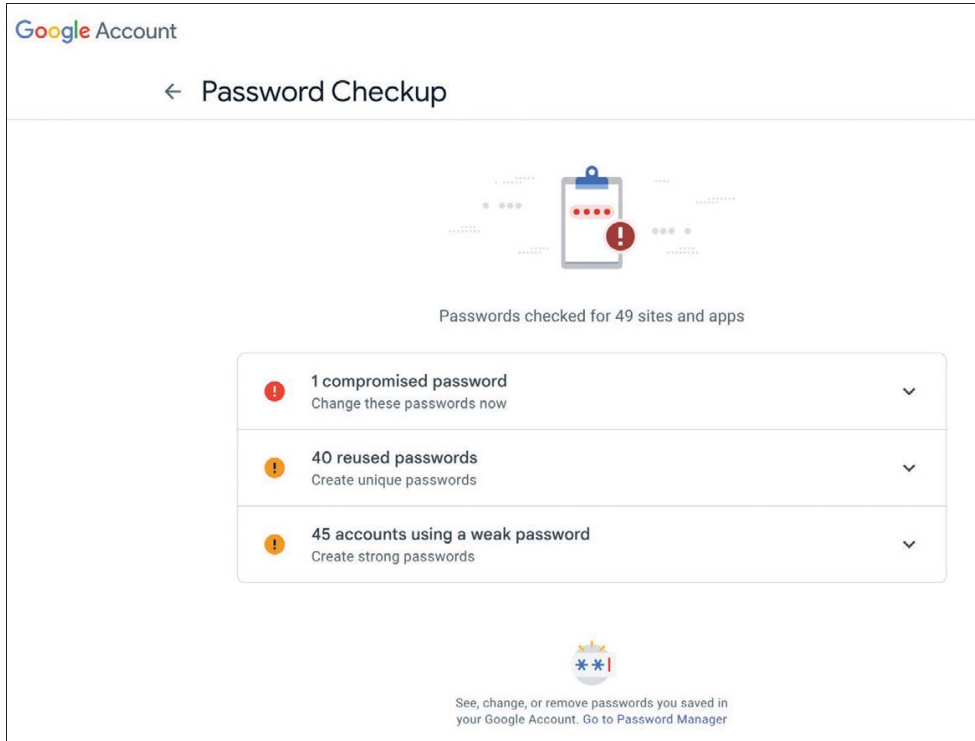 Google Account
Password Checkup
Passwords checked for 49 sites and apps
1 compromised password
Change these passwords now
40 reused passwords
Create unique passwords
45 accounts using a weak password
Create strong passwords
**|
See, change, or remove passwords you saved in
your Google Account. Go to Password Manager